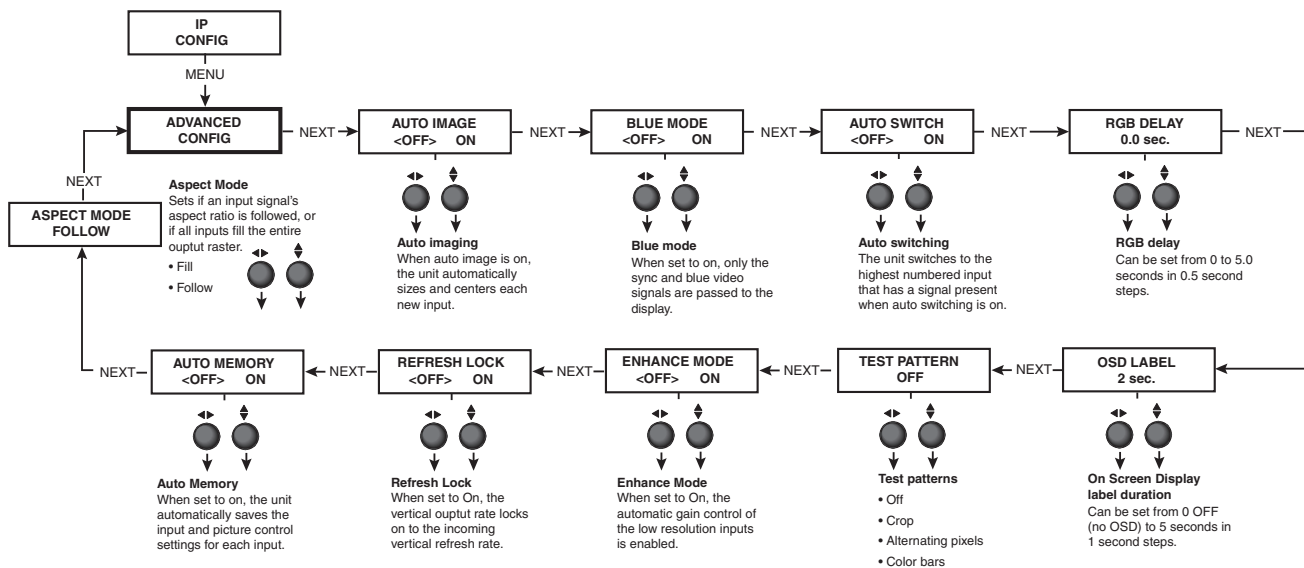 IP
CONFIG
MENU
ADVANCED
CONFIG
NEXT
AUTO IMAGE
<OFF> ON
NEXT
BLUE MODE
<OFF> ON
NEXT
AUTO SWITCH
<OFF> ON
NEXT
RGB DELAY
0.0 sec.
NEXT
Auto imaging
When auto image is on,
the unit automatically
sizes and centers each
new input.
Blue mode
When set to on, only the
sync and blue video
signals are passed to the
display.
Auto switching
The unit switches to the
highest numbered input
that has a signal present
when auto switching is on.
RGB delay
Can be set from 0 to 5.0
seconds in 0.5 second
steps.
NEXT
ASPECT MODE
FOLLOW
Aspect Mode
Sets if an input signal's
aspect ratio is followed, or
if all inputs fill the entire
ouptut raster.
• Fill
• Follow
OSD LABEL
2 sec.
NEXT
TEST PATTERN
OFF
NEXT
ENHANCE MODE
<OFF> ON
NEXT
REFRESH LOCK
<OFF> ON
NEXT
AUTO MEMORY
<OFF> ON
NEXT
Auto Memory
When set to on, the unit
automatically saves the
input and picture control
settings for each input.
Refresh Lock
When set to On, the
vertical ouptut rate locks
on to the incoming
vertical refresh rate.
Enhance Mode
When set to On, the
automatic gain control of
the low resolution inputs
is enabled.
Test patterns
• Off
• Crop
• Alternating pixels
• Color bars
On Screen Display
label duration
Can be set from 0 OFF
(no OSD) to 5 seconds in
1 second steps.